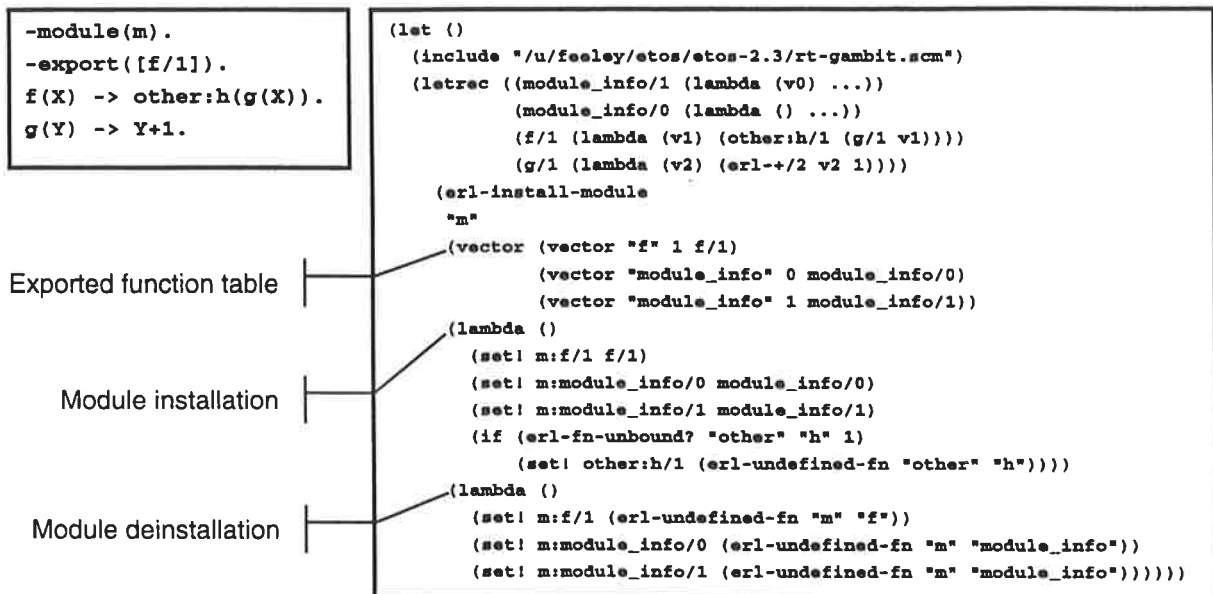 -module(m).
-export([f/1]).
f(X) -> other:h(g(X)).
g(Y) -> Y+1.
(let ()
(include "/u/feeley/etos/etos-2.3/rt-gambit.scm")
(letrec ((module_info/1 (lambda (v0) ...))
(module_info/0 (lambda () ...))
(f/1 (lambda (v1) (other:h/1 (g/1 v1))))
(g/1 (lambda (v2) (erl-+/2 v2 1))))
(erl-install-module
"m"
(vector (vector "f" 1 f/1)
(vector "module_info" 0 module_info/0)
(vector "module_info" 1 module_info/1))
(lambda ()
(set! m:f/1 f/1)
(set! m:module_info/0 module_info/0)
(set! m:module_info/1 module_info/1)
(if (erl-fn-unbound? "other" "h" 1)
(set! other:h/1 (erl-undefined-fn "other" "h"))))
(lambda ()
(set! m:f/1 (erl-undefined-fn "m" "f"))
(set! m:module_info/0 (erl-undefined-fn "m" "module_info"))
(set! m:module_info/1 (erl-undefined-fn "m" "module_info"))))))
Exported function table
Module installation
Module deinstallation